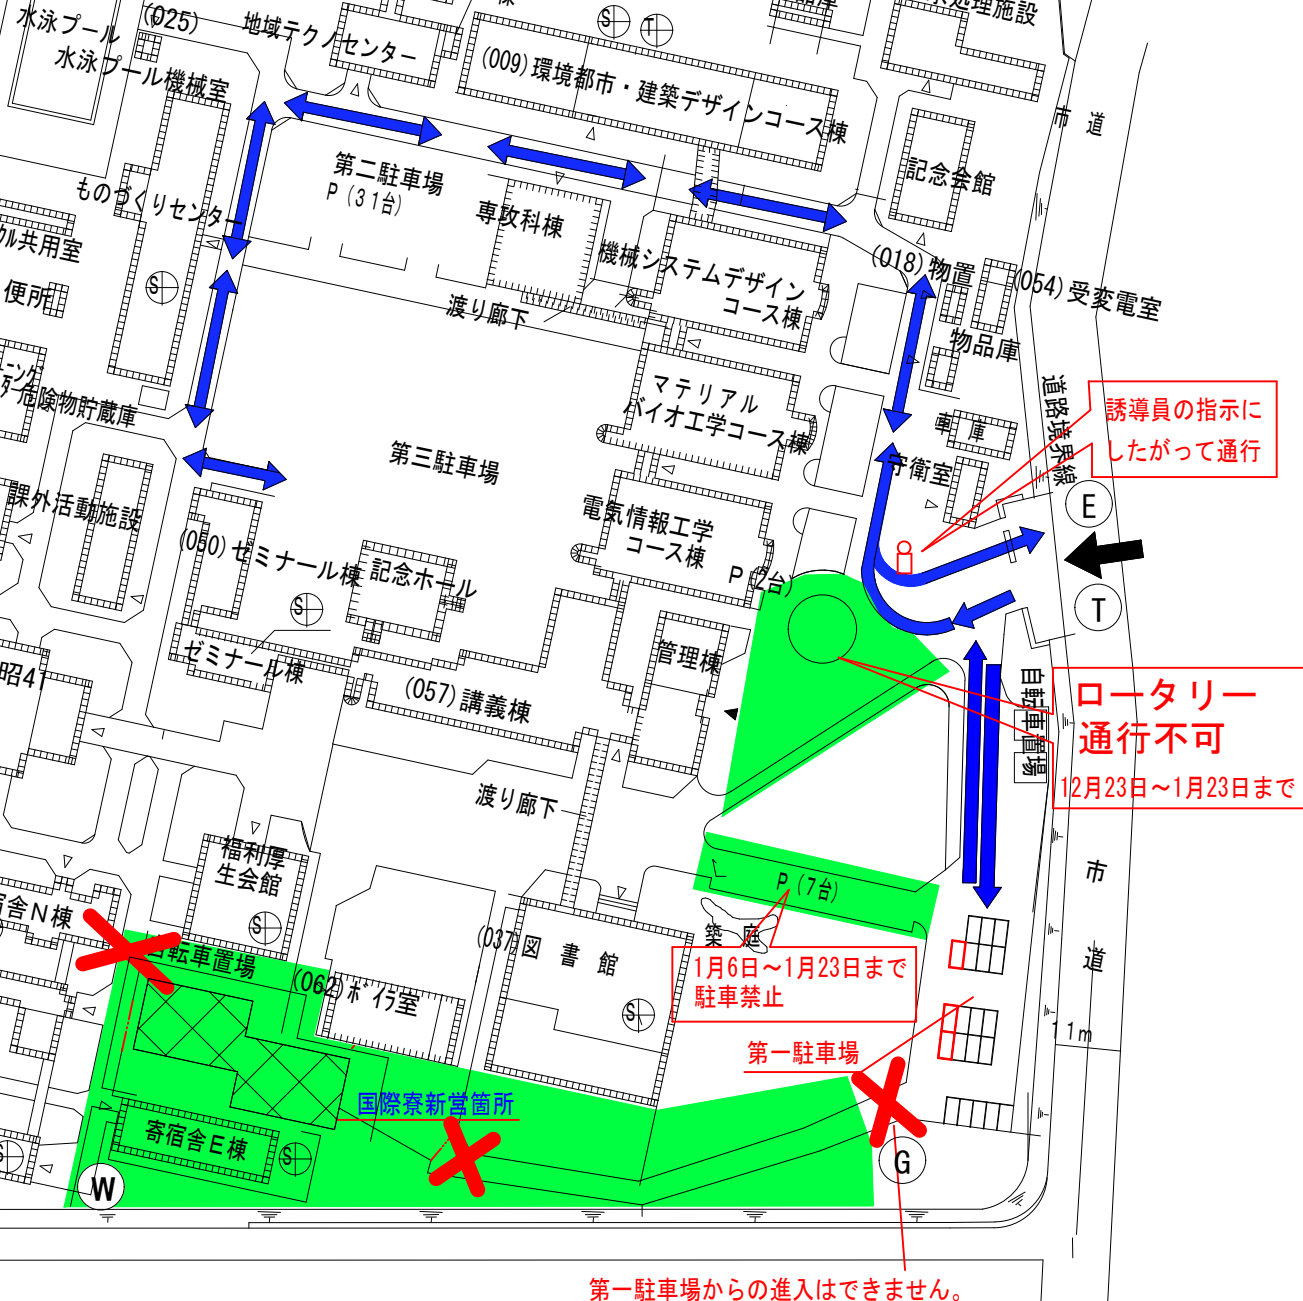 水泳プール
(025)
水泳プール機械室
地域テクノセンター
(009)環境都市・建築デザインコース棟
S
T
市 道
記念会館
第二駐車場
P(31台)
専攻科棟
ものづくりセンター
共用室
便所
S
機械システムデザイン
コース棟
渡り廊下
(018)物置
(054)受変電室
物品庫
マテリアル
バイオ工学コース棟
車 庫
守衛室
道路境界線
誘導員の指示に
したがって通行
危険物貯蔵庫
第三駐車場
課外活動施設
(050)ゼミナール棟
記念ホール
電気情報工学
コース棟
P(2台)
E
T
S
ゼミナール棟
昭41
(057)講義棟
管理棟
自転車置場
ロータリー
通行不可
12月23日～1月23日まで
渡り廊下
福利厚
生会館
S
P(7台)
市
道
築 庭
1月6日～1月23日まで
駐車禁止
宿舎N棟
自転車置場
(062)ボイラ室
(037)図 書 館
S
11m
第一駐車場
国際寮新営箇所
寄宿舎E棟
S
S
W
G
第一駐車場からの進入はできません。